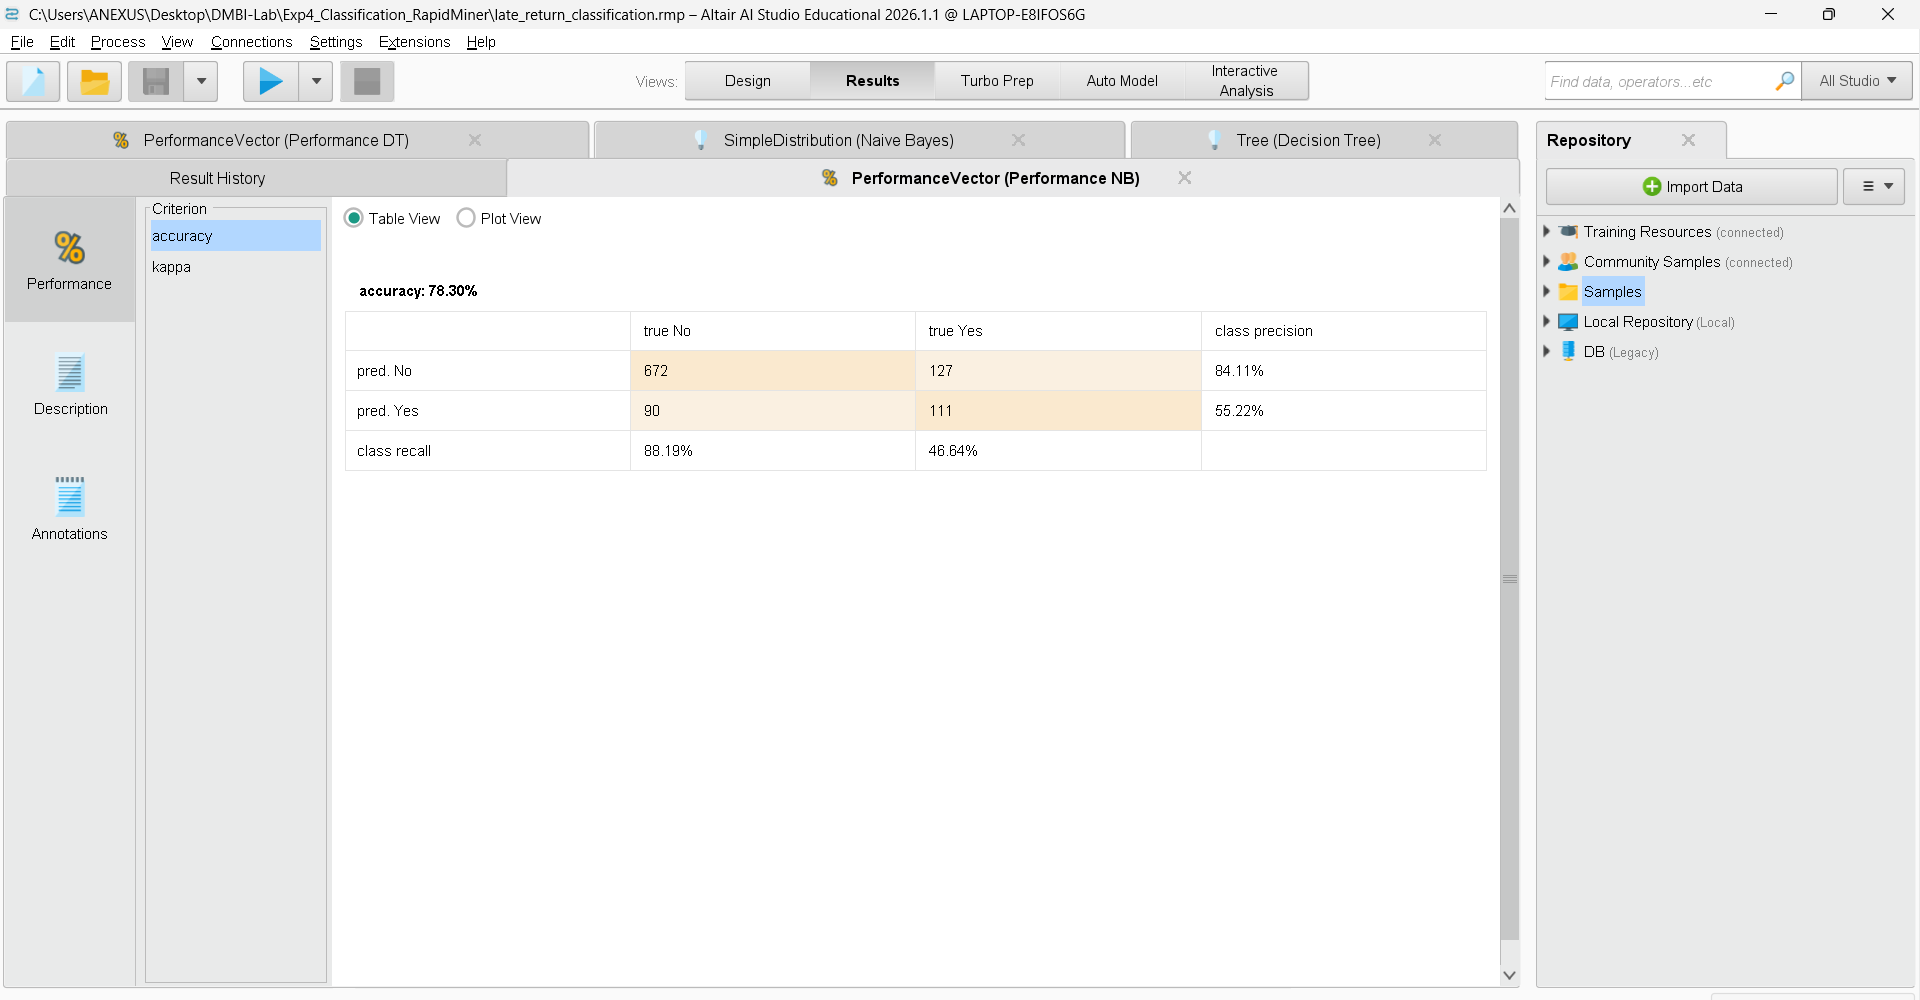 C:\Users\ANEXUS\Desktop\DMBI-Lab\Exp4_Classification_RapidMiner\late_return_classification.rmp – Altair AI Studio Educational 2026.1.1 @ LAPTOP-E8IFOS6G
File Edit Process View Connections Settings Extensions Help
Views: Design Results Turbo Prep Auto Model Interactive Analysis
Find data, operators...etc All Studio
PerformanceVector (Performance DT) SimpleDistribution (Naive Bayes) Tree (Decision Tree)
Result History PerformanceVector (Performance NB)
Performance
Description
Annotations
Criterion
accuracy
kappa
Table View Plot View
accuracy: 78.30%
true No true Yes class precision
pred. No 672 127 84.11%
pred. Yes 90 111 55.22%
class recall 88.19% 46.64%
Repository
Import Data
Training Resources (connected)
Community Samples (connected)
Samples
Local Repository (Local)
DB (Legacy)